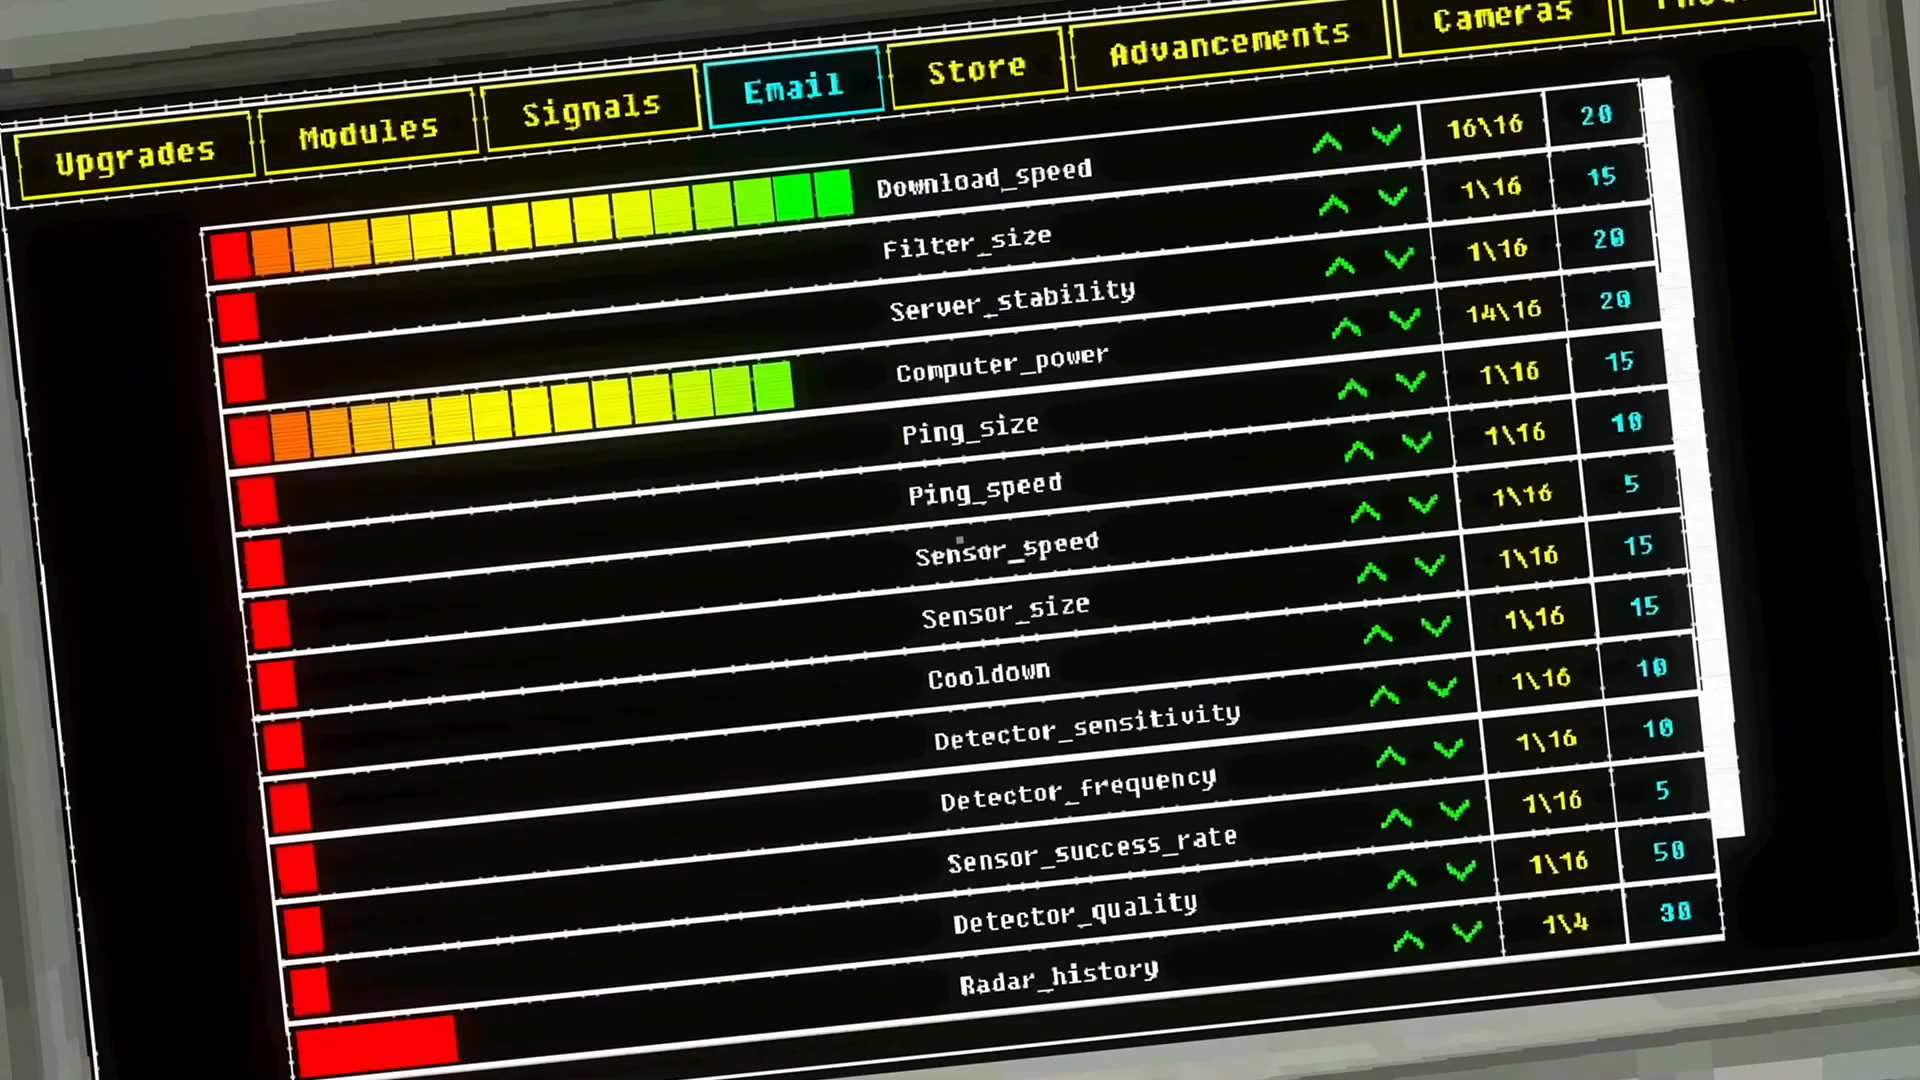 Upgrades Modules Signals Email Store Advancements Cameras
Download_speed 16\16 20
Filter_size 1\16 15
Server_stability 1\16 20
Computer_power 14\16 20
Ping_size 1\16 15
Ping_speed 1\16 10
Sensor_speed 1\16 5
Sensor_size 1\16 15
Cooldown 1\16 15
Detector_sensitivity 1\16 10
Detector_frequency 1\16 10
Sensor_success_rate 1\16 5
Detector_quality 1\16 50
Radar_history 1\4 30